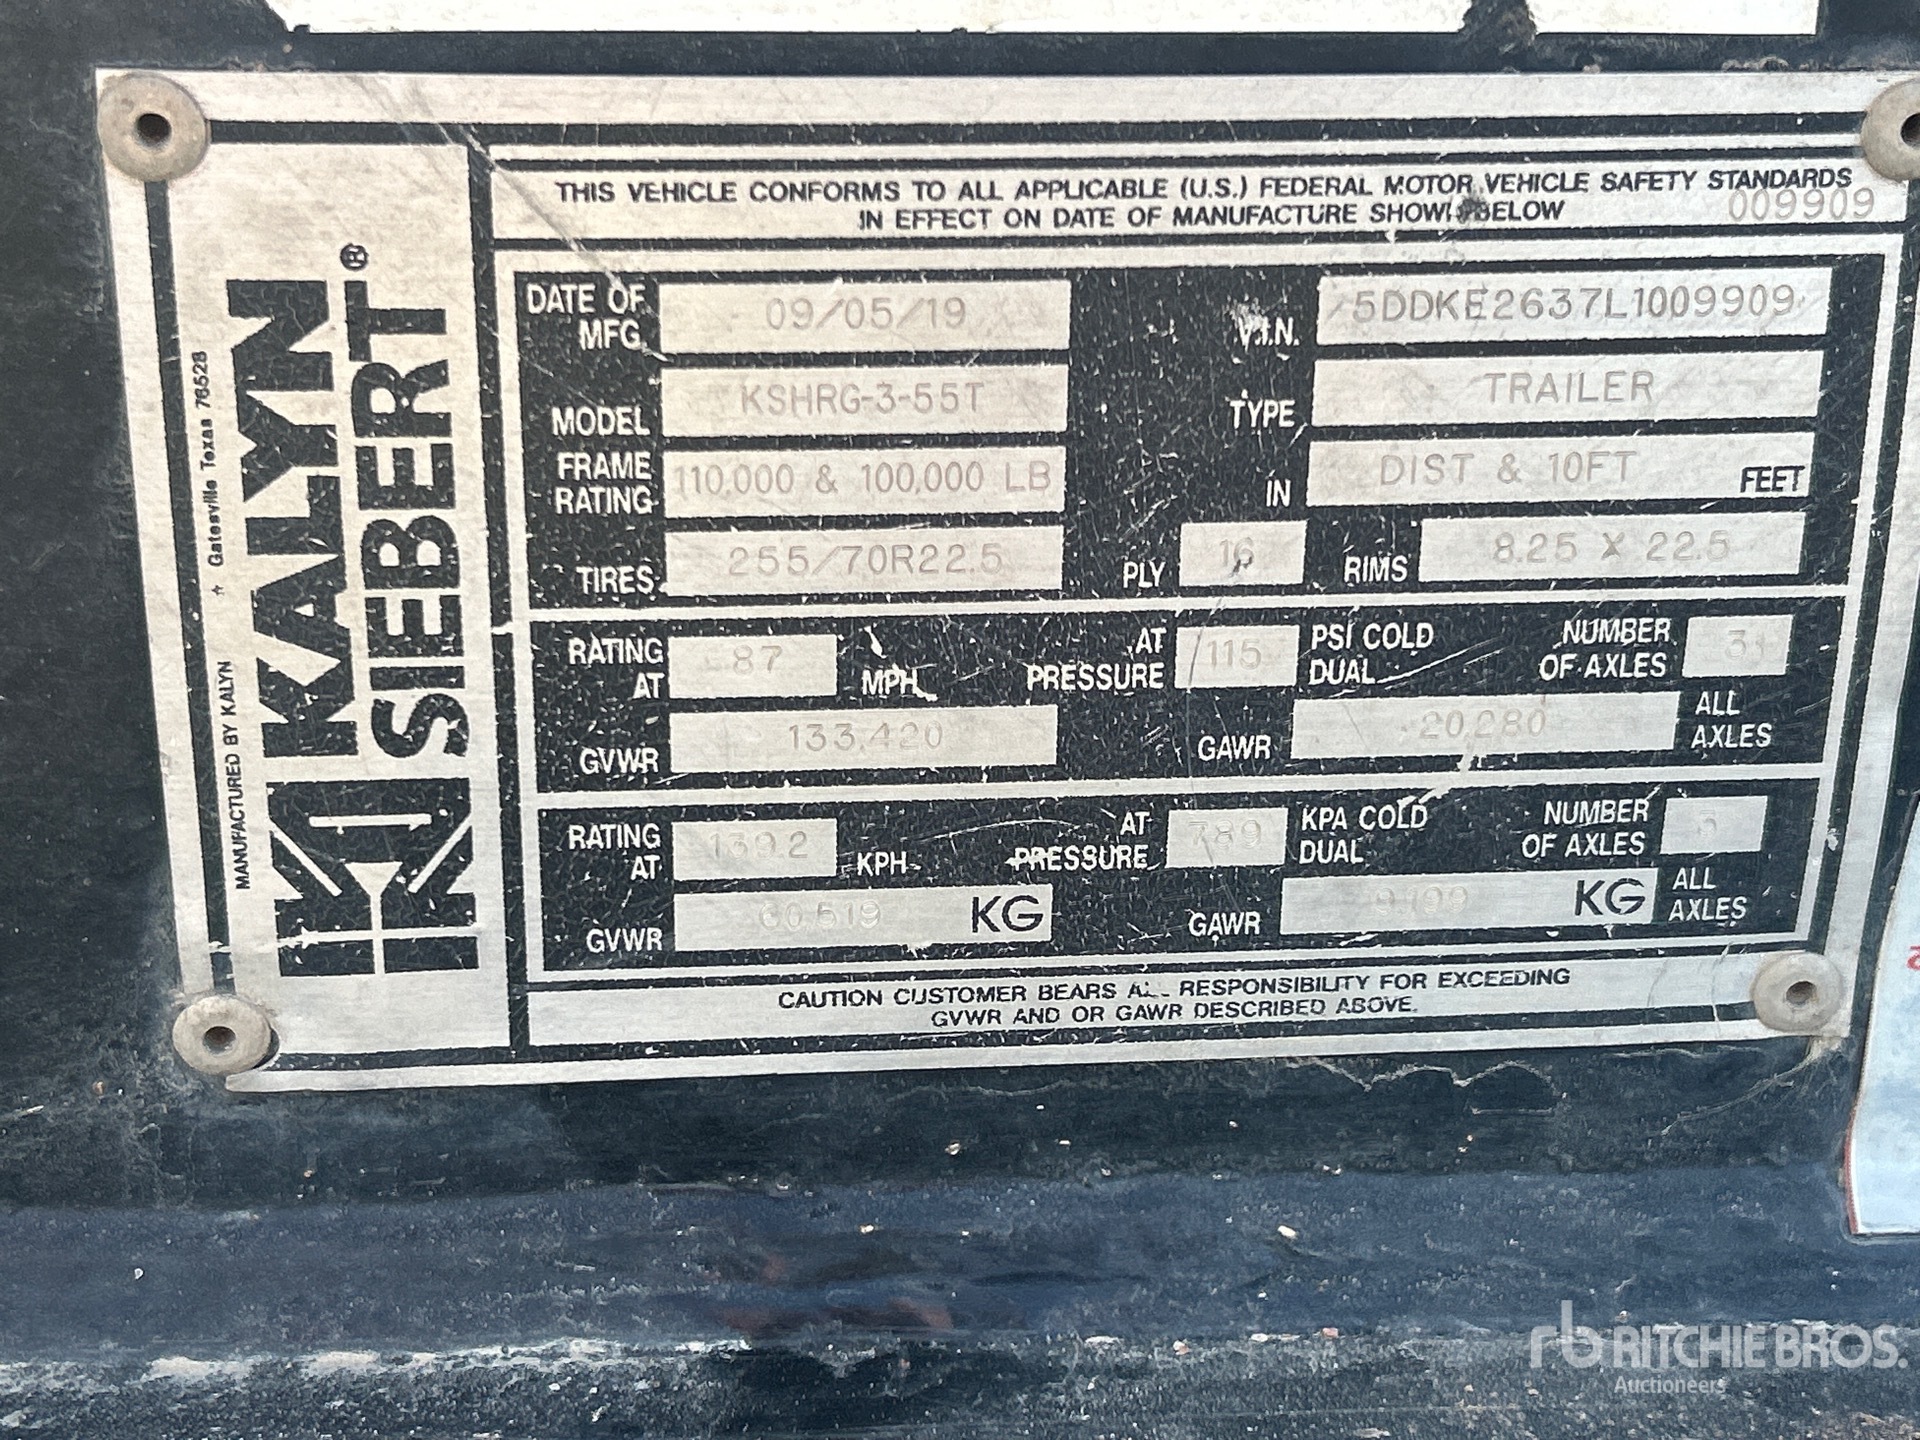 THIS VEHICLE CONFORMS TO ALL APPLICABLE (U.S.) FEDERAL MOTOR VEHICLE SAFETY STANDARDS
IN EFFECT ON DATE OF MANUFACTURE SHOWN BELOW
009909
MANUFACTURED BY KALYN ☆ Gatesville Texas 76528
KALYN
SIEBERT®
DATE OF MFG. 09/05/19 V.I.N. 5DDKE2637L1009909
MODEL KSHRG-3-55T TYPE TRAILER
FRAME RATING 110,000 & 100,000 LB IN DIST & 10FT FEET
TIRES 255/70R22.5 PLY 16 RIMS 8.25 X 22.5
RATING AT 87 MPH AT PRESSURE 115 PSI COLD DUAL NUMBER OF AXLES 3
GVWR 133,420 GAWR 20,280 ALL AXLES
RATING AT 139.2 KPH AT PRESSURE 789 KPA COLD DUAL NUMBER OF AXLES 3
GVWR 60,519 KG GAWR 9,199 KG ALL AXLES
CAUTION CUSTOMER BEARS ALL RESPONSIBILITY FOR EXCEEDING
GVWR AND OR GAWR DESCRIBED ABOVE.
rb RITCHIE BROS.
Auctioneers